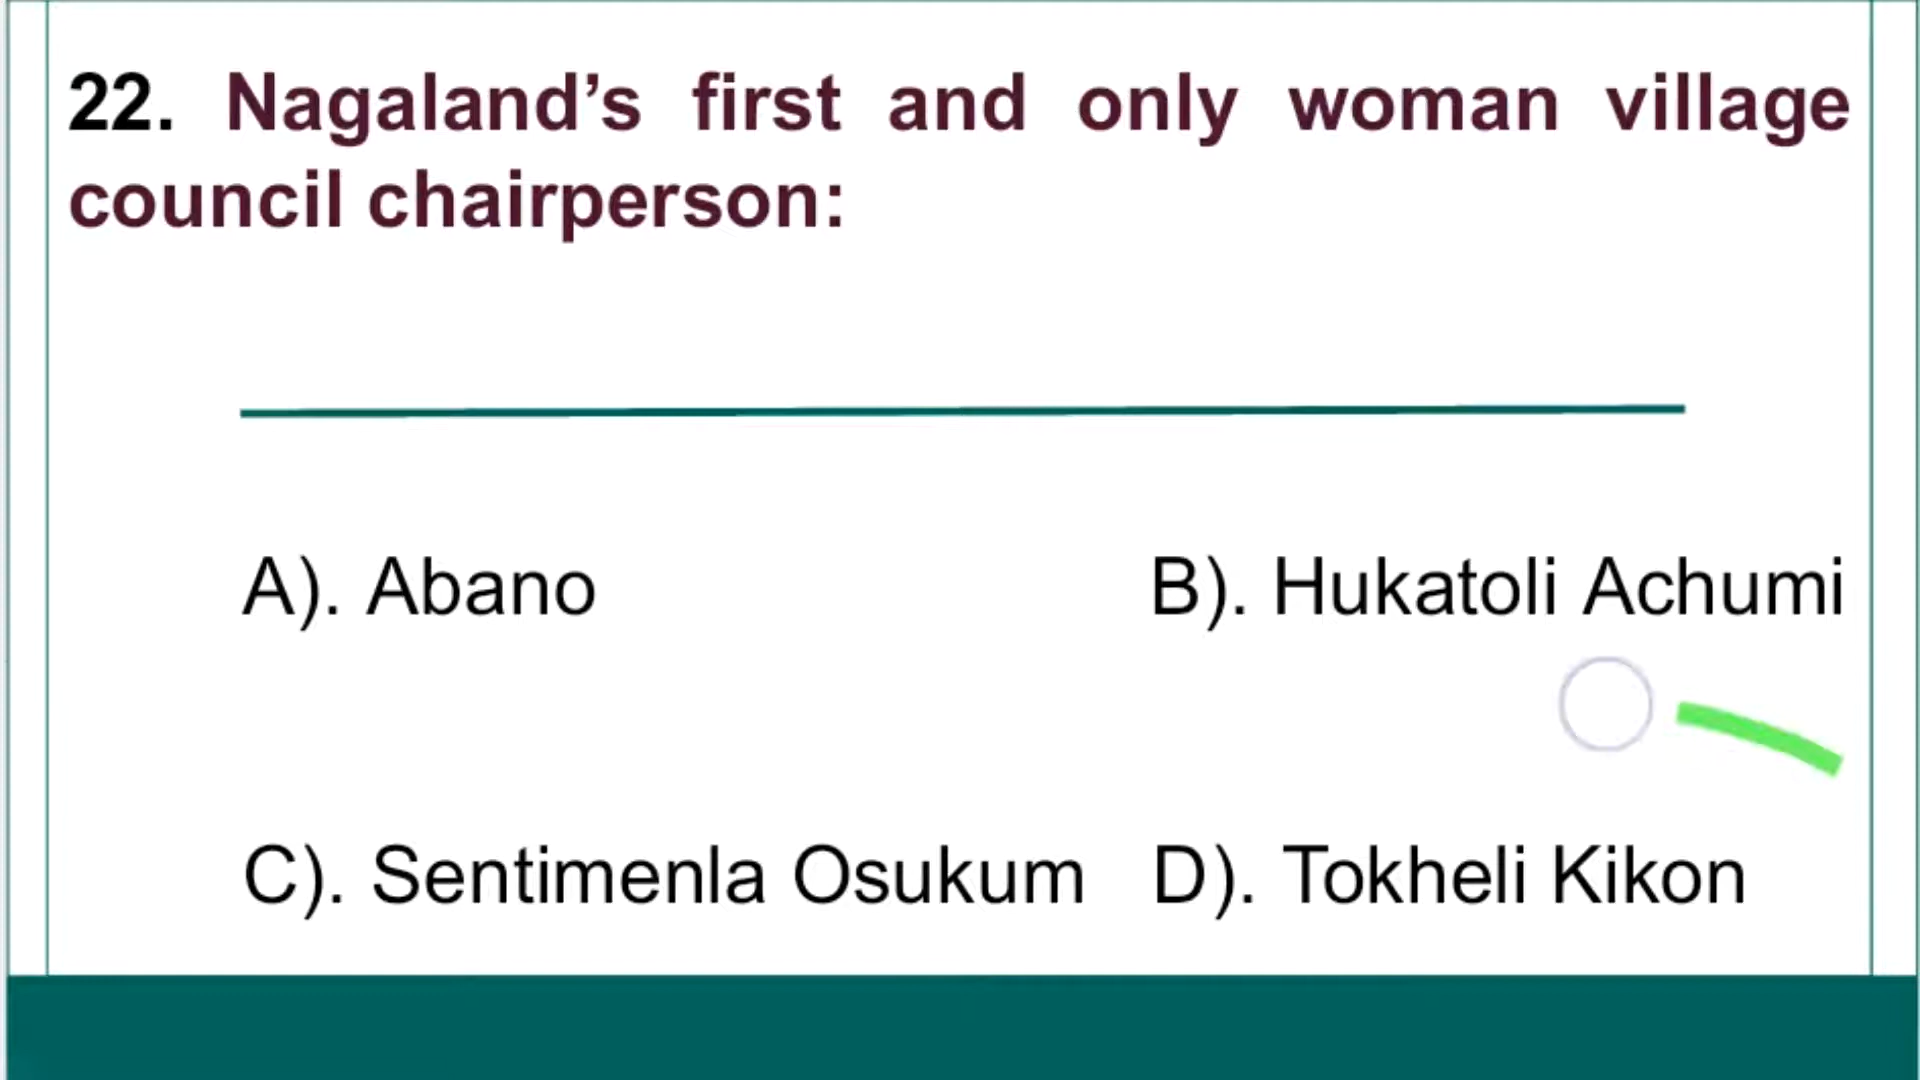 22. Nagaland’s first and only woman village
council chairperson:
A). Abano
B). Hukatoli Achumi
C). Sentimenla Osukum
D). Tokheli Kikon